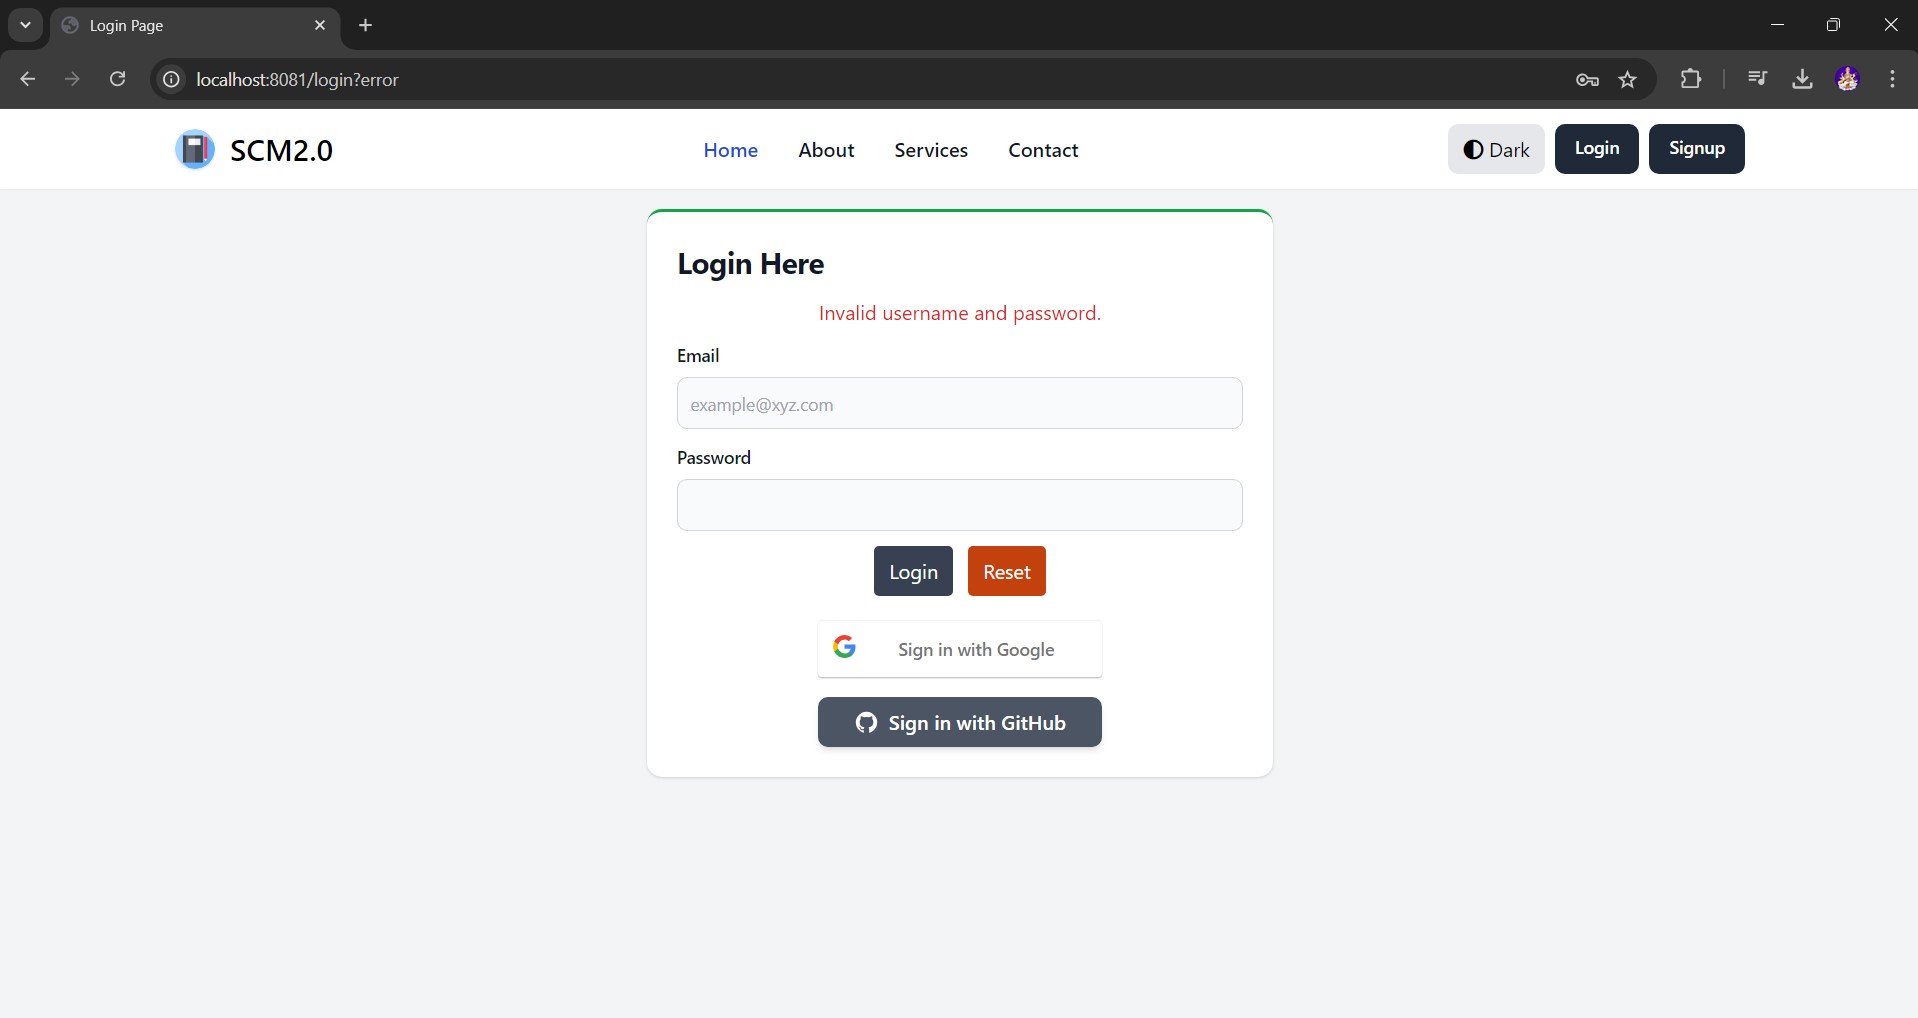 Login Page
localhost:8081/login?error
SCM2.0
Home About Services Contact
Dark Login Signup
Login Here
Invalid username and password.
Email
example@xyz.com
Password
Login Reset
Sign in with Google
Sign in with GitHub